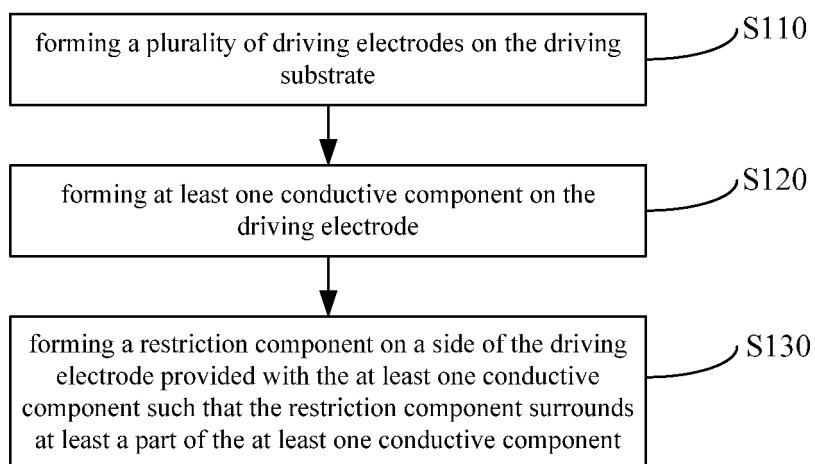 forming a plurality of driving electrodes on the driving
substrate
S110
forming at least one conductive component on the
driving electrode
S120
forming a restriction component on a side of the driving
electrode provided with the at least one conductive
component such that the restriction component surrounds
at least a part of the at least one conductive component
S130